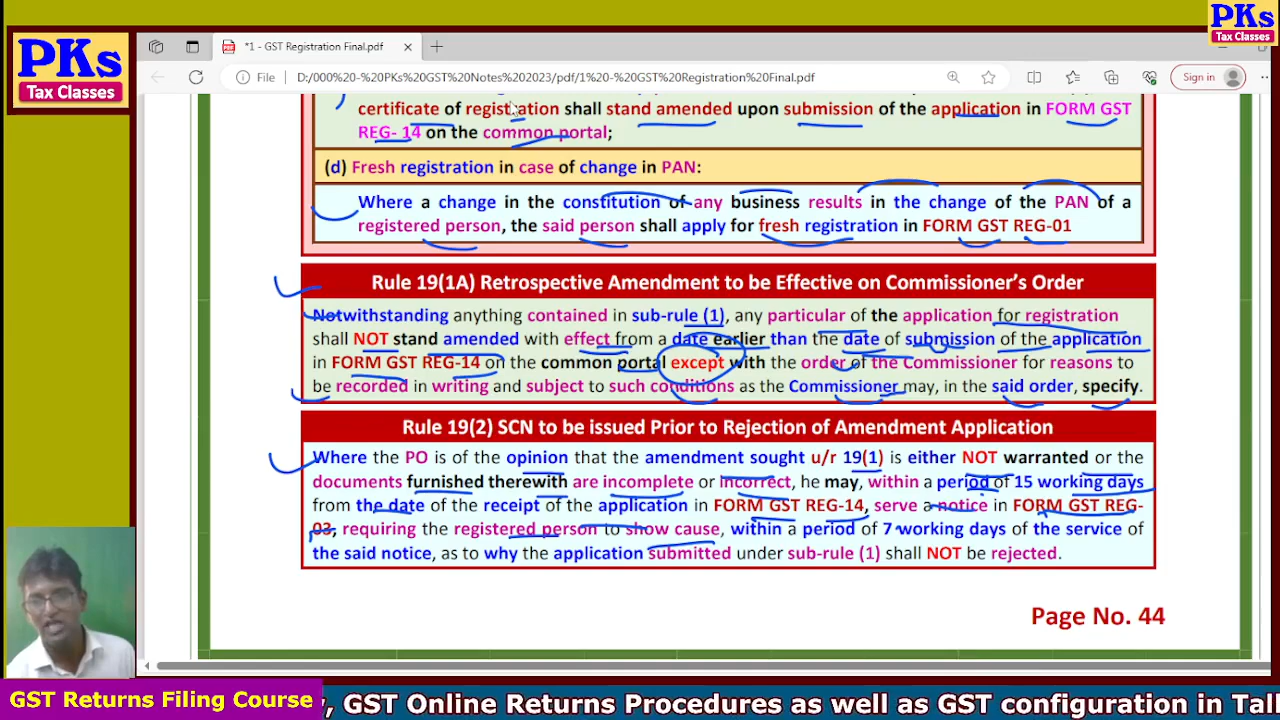 PKs
Tax Classes
PKs
Tax Classes
*1 - GST Registration Final.pdf
File D:/000%20-%20PKs%20GST%20Notes%202023/pdf/1%20-%20GST%20Registration%20Final.pdf
Sign in
certificate of registration shall stand amended upon submission of the application in FORM GST
REG- 14 on the common portal;
(d) Fresh registration in case of change in PAN:
Where a change in the constitution of any business results in the change of the PAN of a
registered person, the said person shall apply for fresh registration in FORM GST REG-01
Rule 19(1A) Retrospective Amendment to be Effective on Commissioner's Order
Notwithstanding anything contained in sub-rule (1), any particular of the application for registration
shall NOT stand amended with effect from a date earlier than the date of submission of the application
in FORM GST REG-14 on the common portal except with the order of the Commissioner for reasons to
be recorded in writing and subject to such conditions as the Commissioner may, in the said order, specify.
Rule 19(2) SCN to be issued Prior to Rejection of Amendment Application
Where the PO is of the opinion that the amendment sought u/r 19(1) is either NOT warranted or the
documents furnished therewith are incomplete or incorrect, he may, within a period of 15 working days
from the date of the receipt of the application in FORM GST REG-14, serve a notice in FORM GST REG-
03, requiring the registered person to show cause, within a period of 7 working days of the service of
the said notice, as to why the application submitted under sub-rule (1) shall NOT be rejected.
Page No. 44
GST Returns Filing Course
, GST Online Returns Procedures as well as GST configuration in Tall